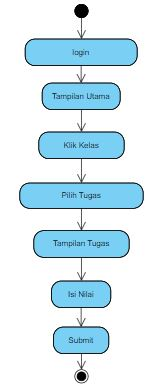 login
Tampilan Utama
Klik Kelas
Pilih Tugas
Tampilan Tugas
Isi Nilai
Submit